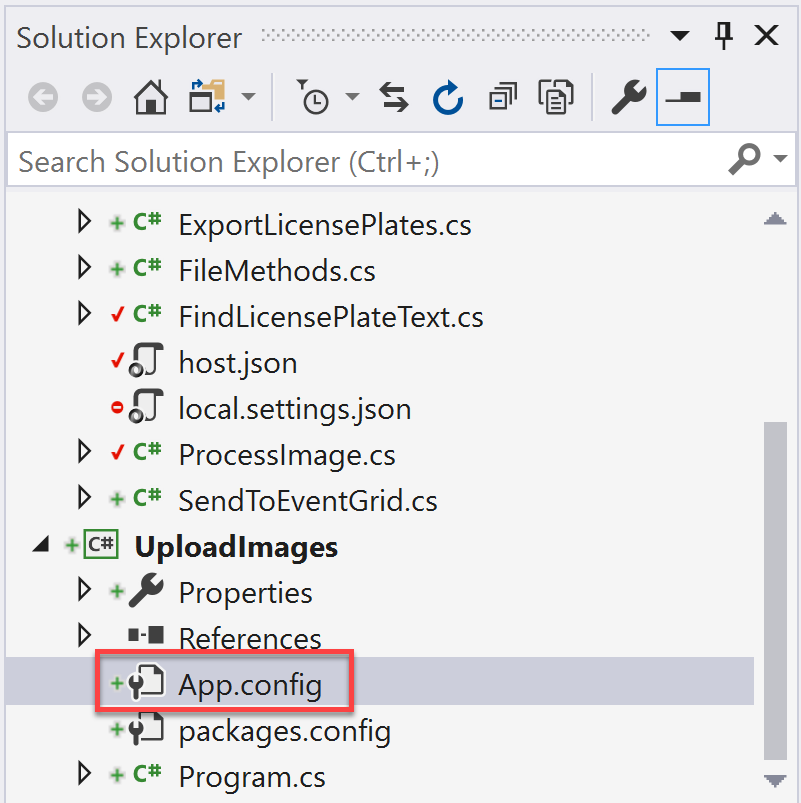 Solution Explorer
Search Solution Explorer (Ctrl+;)
C# ExportLicensePlates.cs
C# FileMethods.cs
C# FindLicensePlateText.cs
host.json
local.settings.json
C# ProcessImage.cs
C# SendToEventGrid.cs
C# UploadImages
Properties
References
App.config
packages.config
C# Program.cs